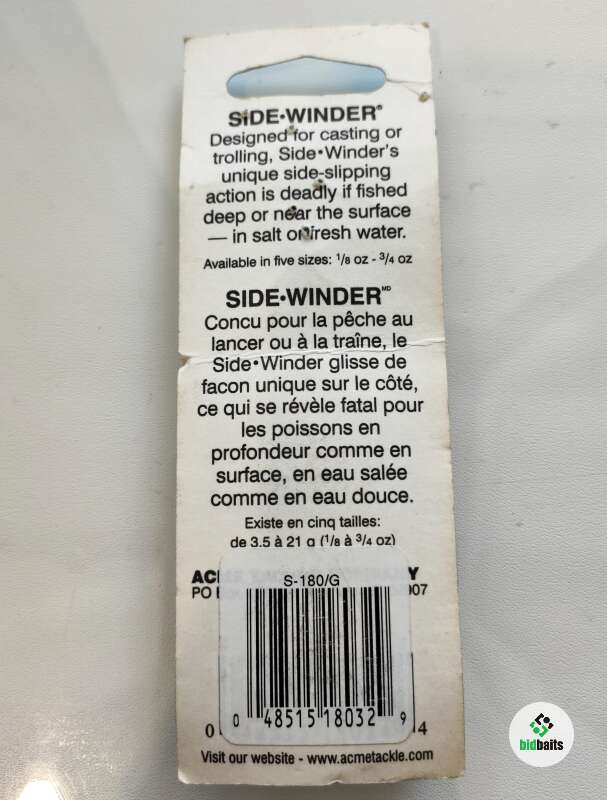 SIDE•WINDER®
Designed for casting or
trolling, Side•Winder's
unique side-slipping
action is deadly if fished
deep or near the surface
— in salt or fresh water.
Available in five sizes: 1/8 oz - 3/4 oz
SIDE•WINDER MD
Concu pour la pêche au
lancer ou à la traîne, le
Side•Winder glisse de
facon unique sur le côté,
ce qui se révèle fatal pour
les poissons en
profondeur comme en
surface, en eau salée
comme en eau douce.
Existe en cinq tailles:
de 3.5 à 21 g (1/8 à 3/4 oz)
S-180/G
PO
0 48515 18032 9
0 4
Visit our website - www.acmetackle.com
bidbaits